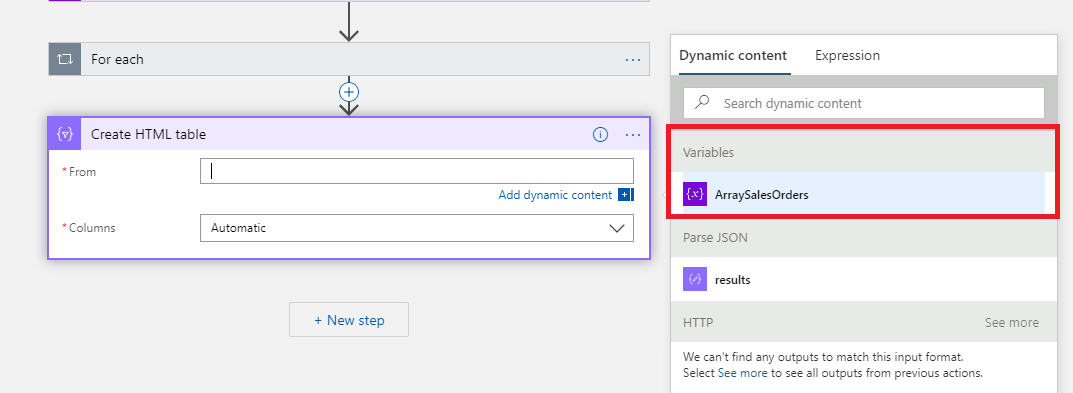 For each
...
Create HTML table
...
* From
Add dynamic content
* Columns
Automatic
+ New step
Dynamic content
Expression
Search dynamic content
Variables
{x} ArraySalesOrders
Parse JSON
results
HTTP
See more
We can't find any outputs to match this input format.
Select See more to see all outputs from previous actions.